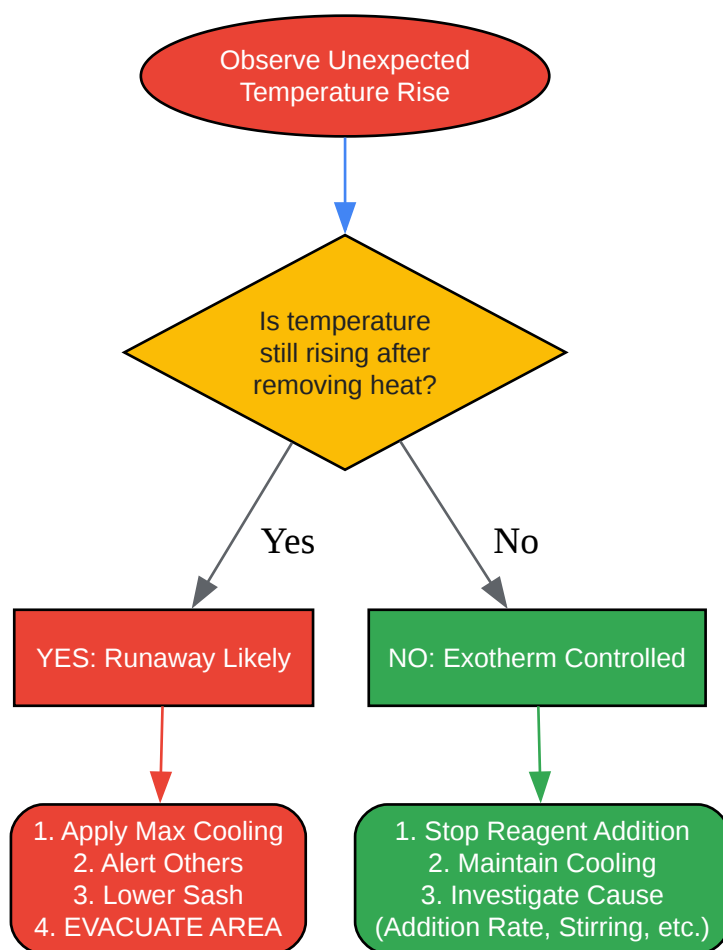 Observe Unexpected
Temperature Rise
Is temperature
still rising after
removing heat?
Yes
No
YES: Runaway Likely
NO: Exotherm Controlled
1. Apply Max Cooling
2. Alert Others
3. Lower Sash
4. EVACUATE AREA
1. Stop Reagent Addition
2. Maintain Cooling
3. Investigate Cause
(Addition Rate, Stirring, etc.)